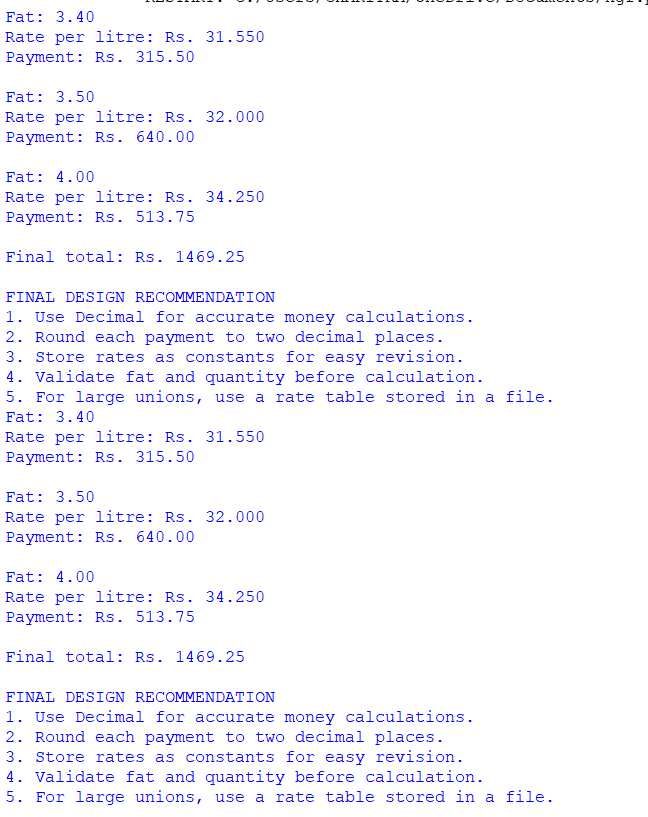 Fat: 3.40
Rate per litre: Rs. 31.550
Payment: Rs. 315.50
Fat: 3.50
Rate per litre: Rs. 32.000
Payment: Rs. 640.00
Fat: 4.00
Rate per litre: Rs. 34.250
Payment: Rs. 513.75
Final total: Rs. 1469.25
FINAL DESIGN RECOMMENDATION
1. Use Decimal for accurate money calculations.
2. Round each payment to two decimal places.
3. Store rates as constants for easy revision.
4. Validate fat and quantity before calculation.
5. For large unions, use a rate table stored in a file.
Fat: 3.40
Rate per litre: Rs. 31.550
Payment: Rs. 315.50
Fat: 3.50
Rate per litre: Rs. 32.000
Payment: Rs. 640.00
Fat: 4.00
Rate per litre: Rs. 34.250
Payment: Rs. 513.75
Final total: Rs. 1469.25
FINAL DESIGN RECOMMENDATION
1. Use Decimal for accurate money calculations.
2. Round each payment to two decimal places.
3. Store rates as constants for easy revision.
4. Validate fat and quantity before calculation.
5. For large unions, use a rate table stored in a file.